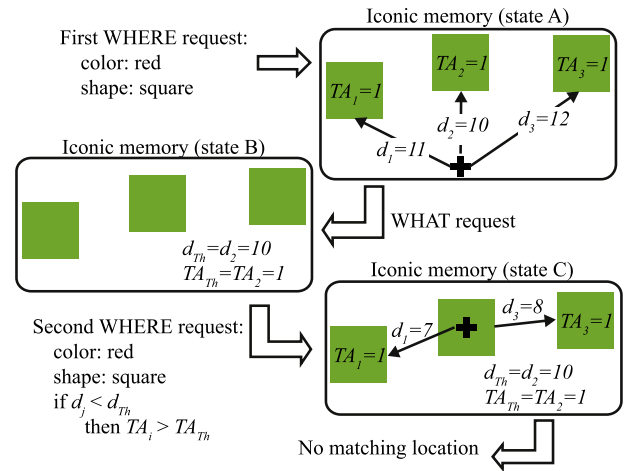 Iconic memory (state A)
First WHERE request:
color: red
shape: square
TA1=1
TA2=1
TA3=1
d1=11
d2=10
d3=12
Iconic memory (state B)
WHAT request
dTh=d2=10
TATh=TA2=1
Iconic memory (state C)
Second WHERE request:
color: red
shape: square
if dj < dTh
then TAi > TATh
TA1=1
d1=7
d3=8
TA3=1
dTh=d2=10
TATh=TA2=1
No matching location